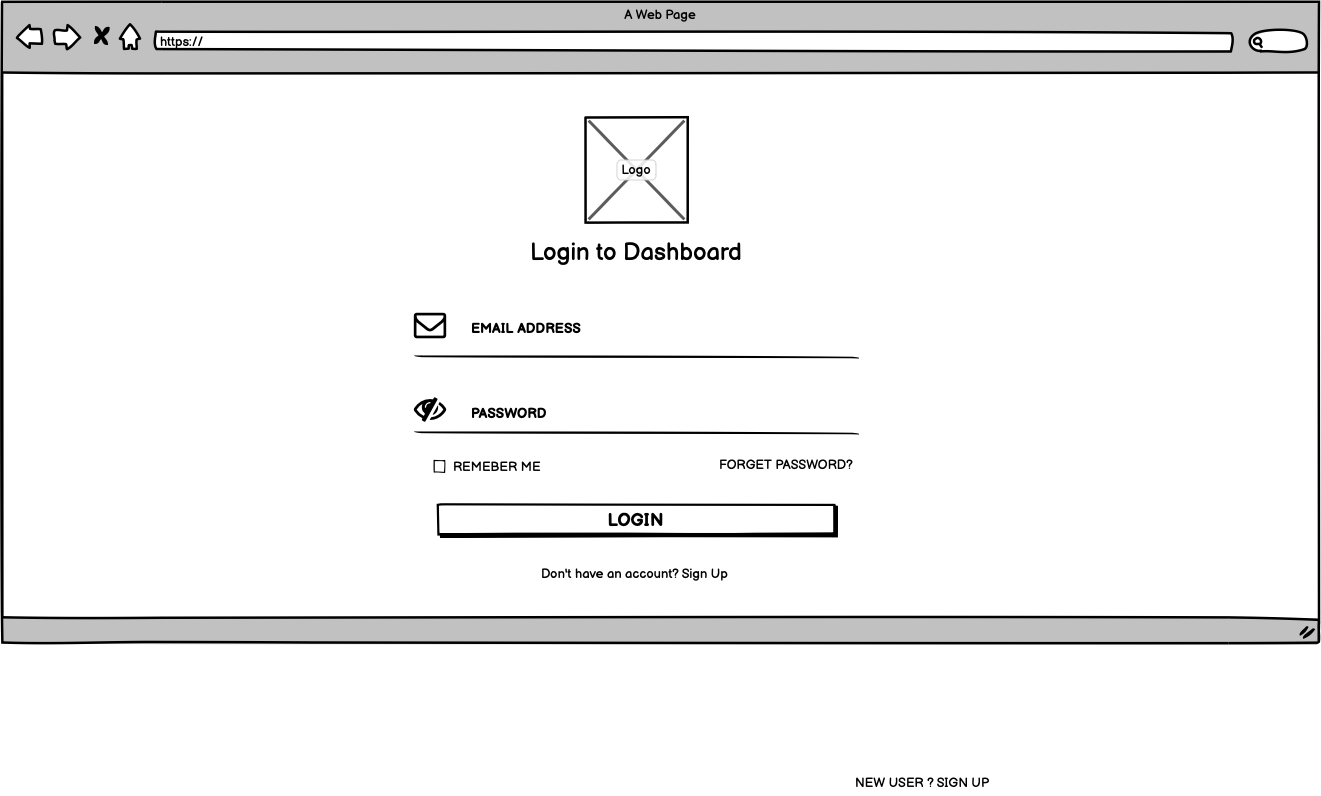 A Web Page
https://
Logo
Login to Dashboard
EMAIL ADDRESS
PASSWORD
REMEBER ME
FORGET PASSWORD?
LOGIN
Don't have an account? Sign Up
NEW USER ? SIGN UP